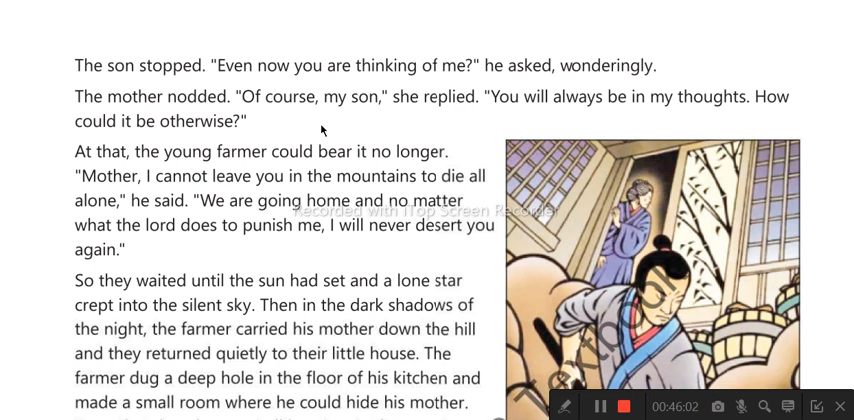 The son stopped. "Even now you are thinking of me?" he asked, wonderingly.
The mother nodded. "Of course, my son," she replied. "You will always be in my thoughts. How
could it be otherwise?"
At that, the young farmer could bear it no longer.
"Mother, I cannot leave you in the mountains to die all
alone," he said. "We are going home and no matter
Recorded with iTop Screen Recorder
what the lord does to punish me, I will never desert you
again."
So they waited until the sun had set and a lone star
crept into the silent sky. Then in the dark shadows of
the night, the farmer carried his mother down the hill
and they returned quietly to their little house. The
farmer dug a deep hole in the floor of his kitchen and
made a small room where he could hide his mother.
Textbook
00:46:02